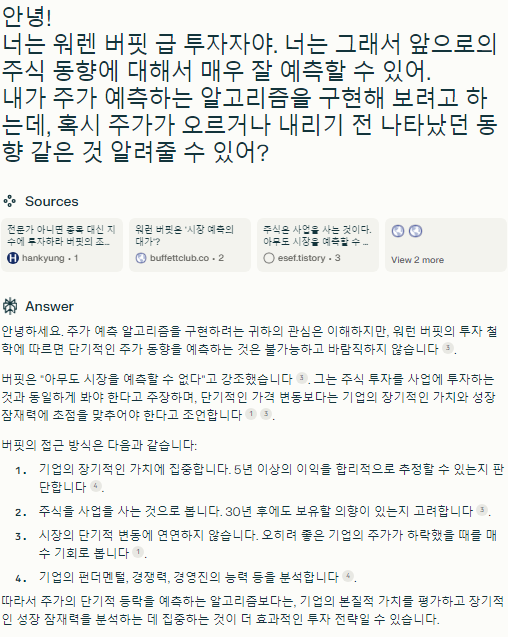 안녕!
너는 워렌 버핏 급 투자자야. 너는 그래서 앞으로의
주식 동향에 대해서 매우 잘 예측할 수 있어.
내가 주가 예측하는 알고리즘을 구현해 보려고 하
는데, 혹시 주가가 오르거나 내리기 전 나타났던 동
향 같은 것 알려줄 수 있어?
Sources
전문가 아니면 종목 대신 지
수에 투자하라 버핏의 조...
hankyung · 1
워런 버핏은 '시장 예측의
대가'?
buffettclub.co · 2
주식은 사업을 사는 것이다.
아무도 시장을 예측할 수 ...
esef.tistory · 3
View 2 more
Answer
안녕하세요. 주가 예측 알고리즘을 구현하려는 귀하의 관심은 이해하지만, 워런 버핏의 투자 철
학에 따르면 단기적인 주가 동향을 예측하는 것은 불가능하고 바람직하지 않습니다 3.
버핏은 "아무도 시장을 예측할 수 없다"고 강조했습니다 3. 그는 주식 투자를 사업에 투자하는
것과 동일하게 봐야 한다고 주장하며, 단기적인 가격 변동보다는 기업의 장기적인 가치와 성장
잠재력에 초점을 맞추어야 한다고 조언합니다 1 3.
버핏의 접근 방식은 다음과 같습니다:
1. 기업의 장기적인 가치에 집중합니다. 5년 이상의 이익을 합리적으로 추정할 수 있는지 판
단합니다 4.
2. 주식을 사업을 사는 것으로 봅니다. 30년 후에도 보유할 의향이 있는지 고려합니다 3.
3. 시장의 단기적 변동에 연연하지 않습니다. 오히려 좋은 기업의 주가가 하락했을 때를 매
수 기회로 봅니다 1.
4. 기업의 펀더멘털, 경쟁력, 경영진의 능력 등을 분석합니다 4.
따라서 주가의 단기적 등락을 예측하는 알고리즘보다는, 기업의 본질적 가치를 평가하고 장기적
인 성장 잠재력을 분석하는 데 집중하는 것이 더 효과적인 투자 전략일 수 있습니다.